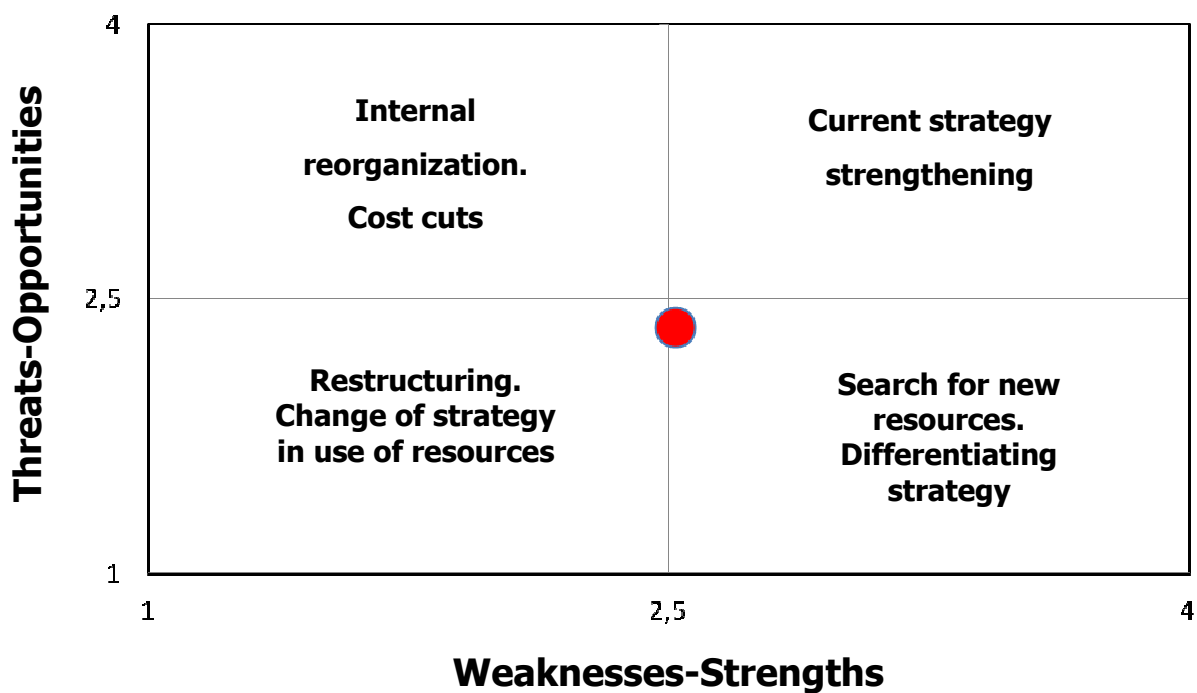 4
Internal
reorganization.
Cost cuts
Current strategy
strengthening
Threats-Opportunities
2,5
Restructuring.
Change of strategy
in use of resources
Search for new
resources.
Differentiating
strategy
1
1
2,5
4
Weaknesses-Strengths